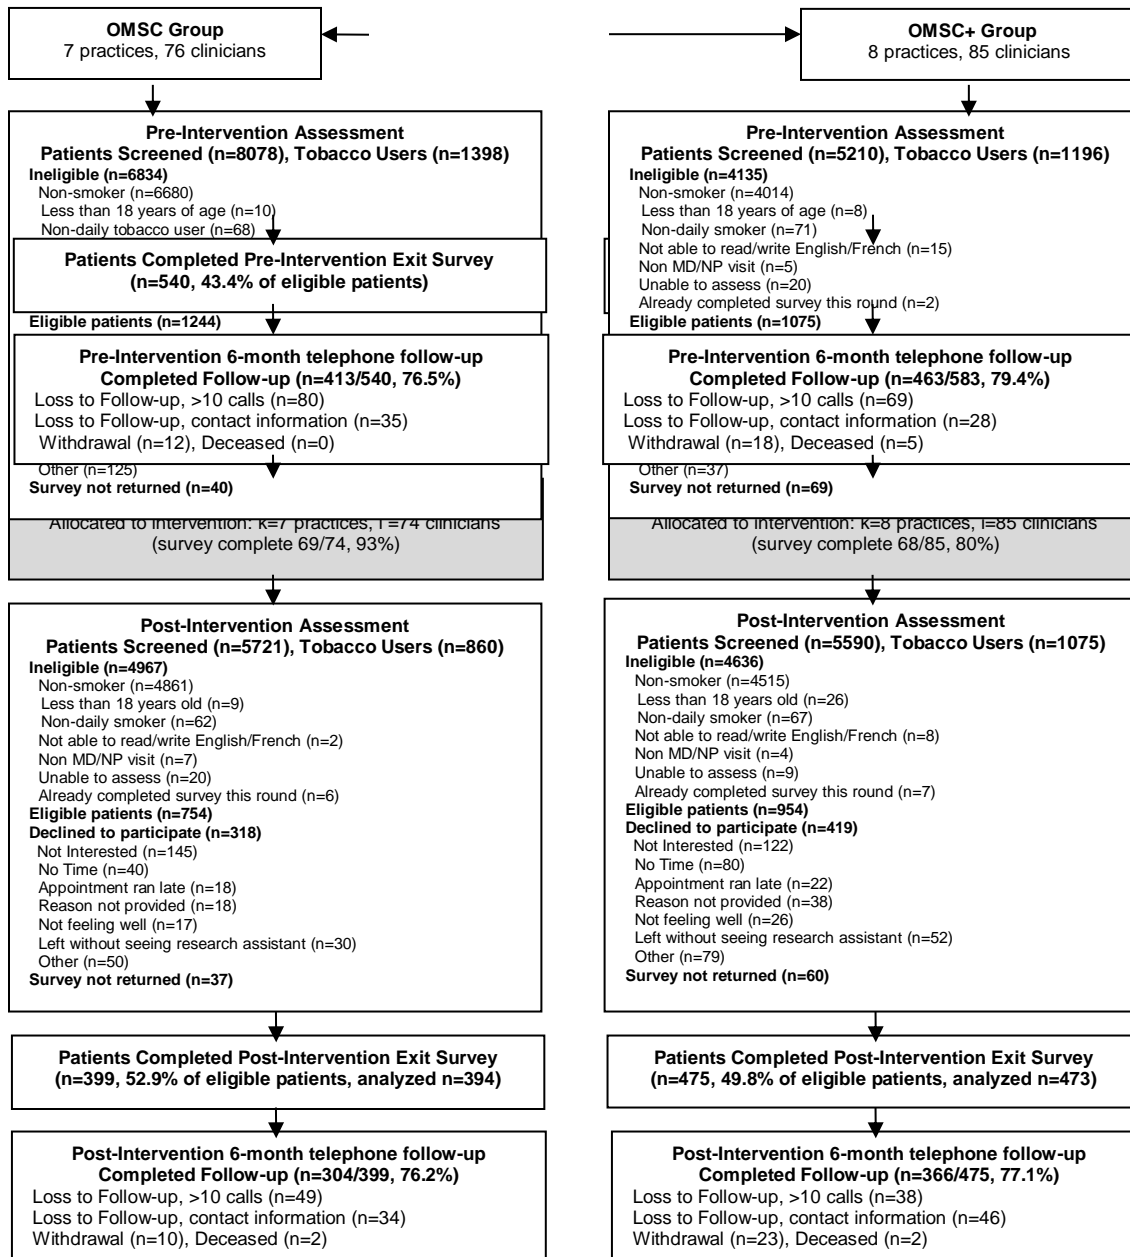 OMSC Group
7 practices, 76 clinicians
OMSC+ Group
8 practices, 85 clinicians
Pre-Intervention Assessment
Patients Screened (n=8078), Tobacco Users (n=1398)
Ineligible (n=6834)
Non-smoker (n=6680)
Less than 18 years of age (n=10)
Non-daily tobacco user (n=68)
Patients Completed Pre-Intervention Exit Survey
(n=540, 43.4% of eligible patients)
Eligible patients (n=1244)
Pre-Intervention 6-month telephone follow-up
Completed Follow-up (n=413/540, 76.5%)
Loss to Follow-up, >10 calls (n=80)
Loss to Follow-up, contact information (n=35)
Withdrawal (n=12), Deceased (n=0)
Other (n=125)
Survey not returned (n=40)
Allocated to intervention: k=7 practices, l'=74 clinicians
(survey complete 69/74, 93%)
Pre-Intervention Assessment
Patients Screened (n=5210), Tobacco Users (n=1196)
Ineligible (n=4135)
Non-smoker (n=4014)
Less than 18 years of age (n=8)
Non-daily smoker (n=71)
Not able to read/write English/French (n=15)
Non MD/NP visit (n=5)
Unable to assess (n=20)
Already completed survey this round (n=2)
Eligible patients (n=1075)
Pre-Intervention 6-month telephone follow-up
Completed Follow-up (n=463/583, 79.4%)
Loss to Follow-up, >10 calls (n=69)
Loss to Follow-up, contact information (n=28)
Withdrawal (n=18), Deceased (n=5)
Other (n=37)
Survey not returned (n=69)
Allocated to intervention: k=8 practices, l=85 clinicians
(survey complete 68/85, 80%)
Post-Intervention Assessment
Patients Screened (n=5721), Tobacco Users (n=860)
Ineligible (n=4967)
Non-smoker (n=4861)
Less than 18 years old (n=9)
Non-daily smoker (n=62)
Not able to read/write English/French (n=2)
Non MD/NP visit (n=7)
Unable to assess (n=20)
Already completed survey this round (n=6)
Eligible patients (n=754)
Declined to participate (n=318)
Not Interested (n=145)
No Time (n=40)
Appointment ran late (n=18)
Reason not provided (n=18)
Not feeling well (n=17)
Left without seeing research assistant (n=30)
Other (n=50)
Survey not returned (n=37)
Post-Intervention Assessment
Patients Screened (n=5590), Tobacco Users (n=1075)
Ineligible (n=4636)
Non-smoker (n=4515)
Less than 18 years old (n=26)
Non-daily smoker (n=67)
Not able to read/write English/French (n=8)
Non MD/NP visit (n=4)
Unable to assess (n=9)
Already completed survey this round (n=7)
Eligible patients (n=954)
Declined to participate (n=419)
Not Interested (n=122)
No Time (n=80)
Appointment ran late (n=22)
Reason not provided (n=38)
Not feeling well (n=26)
Left without seeing research assistant (n=52)
Other (n=79)
Survey not returned (n=60)
Patients Completed Post-Intervention Exit Survey
(n=399, 52.9% of eligible patients, analyzed n=394)
Patients Completed Post-Intervention Exit Survey
(n=475, 49.8% of eligible patients, analyzed n=473)
Post-Intervention 6-month telephone follow-up
Completed Follow-up (n=304/399, 76.2%)
Loss to Follow-up, >10 calls (n=49)
Loss to Follow-up, contact information (n=34)
Withdrawal (n=10), Deceased (n=2)
Post-Intervention 6-month telephone follow-up
Completed Follow-up (n=366/475, 77.1%)
Loss to Follow-up, >10 calls (n=38)
Loss to Follow-up, contact information (n=46)
Withdrawal (n=23), Deceased (n=2)